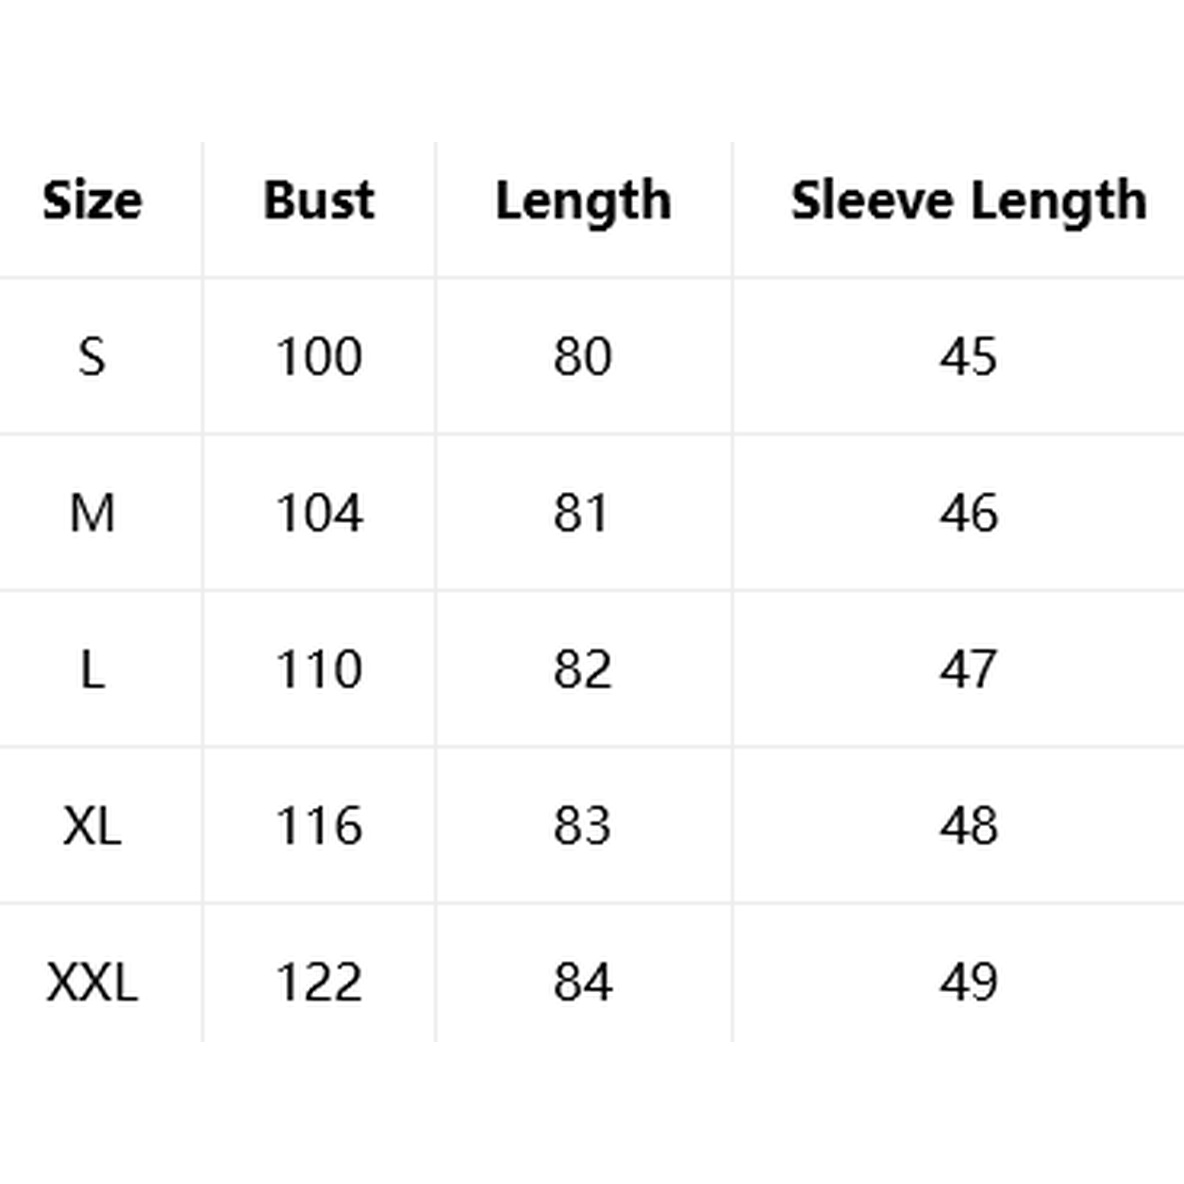 Size Bust Length Sleeve Length
S 100 80 45
M 104 81 46
L 110 82 47
XL 116 83 48
XXL 122 84 49